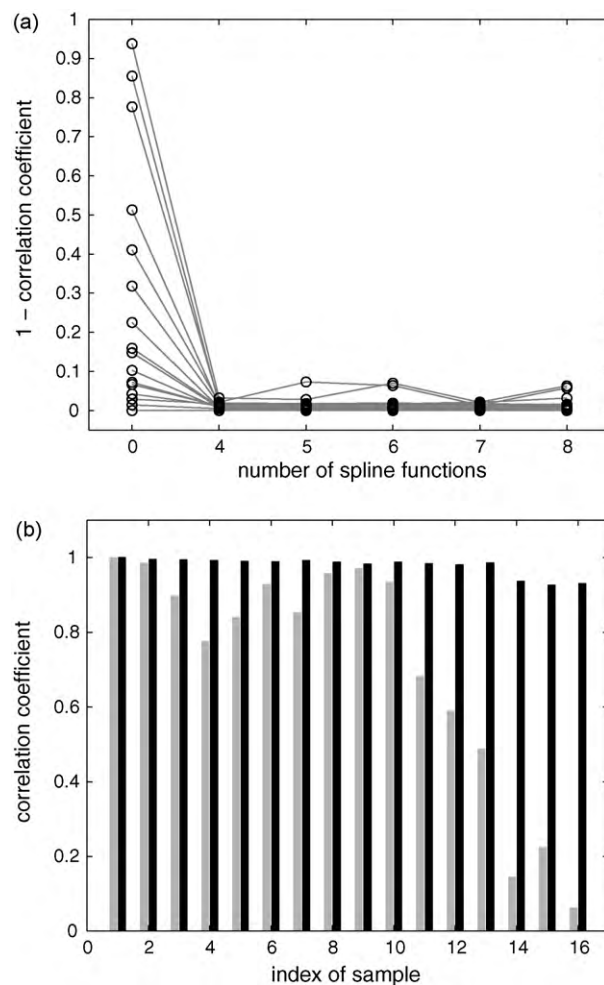 (a)
1
0.9
0.8
0.7
0.6
0.5
0.4
0.3
0.2
0.1
0
1 − correlation coefficient
0 4 5 6 7 8
number of spline functions
(b)
1
0.8
0.6
0.4
0.2
0
correlation coefficient
0 2 4 6 8 10 12 14 16
index of sample